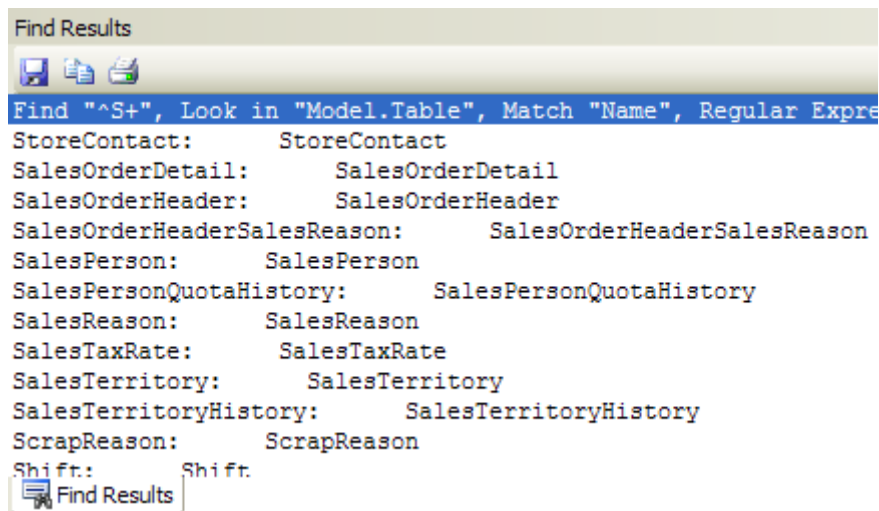 Find Results
Find "^S+", Look in "Model.Table", Match "Name", Regular Expre
StoreContact: StoreContact
SalesOrderDetail: SalesOrderDetail
SalesOrderHeader: SalesOrderHeader
SalesOrderHeaderSalesReason: SalesOrderHeaderSalesReason
SalesPerson: SalesPerson
SalesPersonQuotaHistory: SalesPersonQuotaHistory
SalesReason: SalesReason
SalesTaxRate: SalesTaxRate
SalesTerritory: SalesTerritory
SalesTerritoryHistory: SalesTerritoryHistory
ScrapReason: ScrapReason
Shift: Shift
Find Results